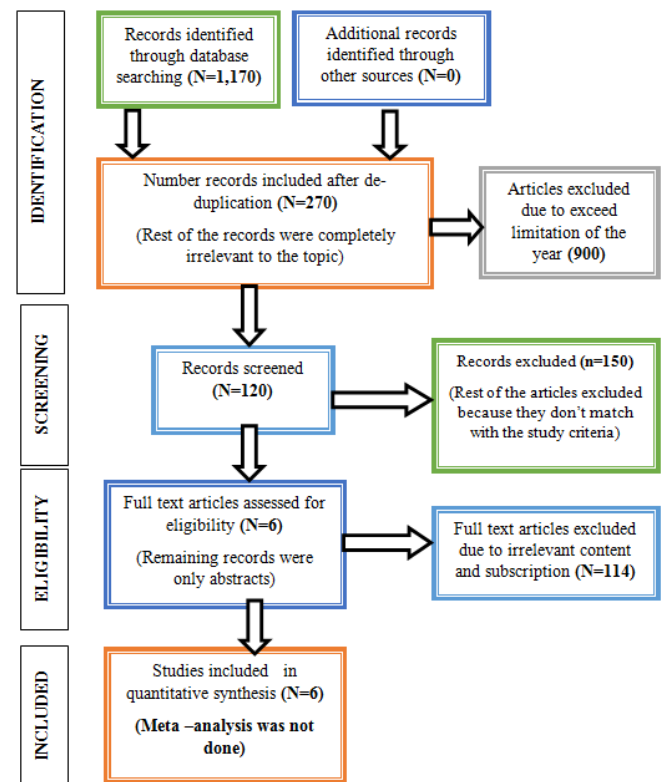 IDENTIFICATION
Records identified
through database
searching (N=1,170)
Additional records
identified through
other sources (N=0)
Number records included after de-
duplication (N=270)
(Rest of the records were completely
irrelevant to the topic)
Articles excluded
due to exceed
limitation of the
year (900)
SCREENING
Records screened
(N=120)
Records excluded (n=150)
(Rest of the articles excluded
because they don't match
with the study criteria)
ELIGIBILITY
Full text articles assessed for
eligibility (N=6)
(Remaining records were
only abstracts)
Full text articles excluded
due to irrelevant content
and subscription (N=114)
INCLUDED
Studies included in
quantitative synthesis (N=6)
(Meta –analysis was not
done)